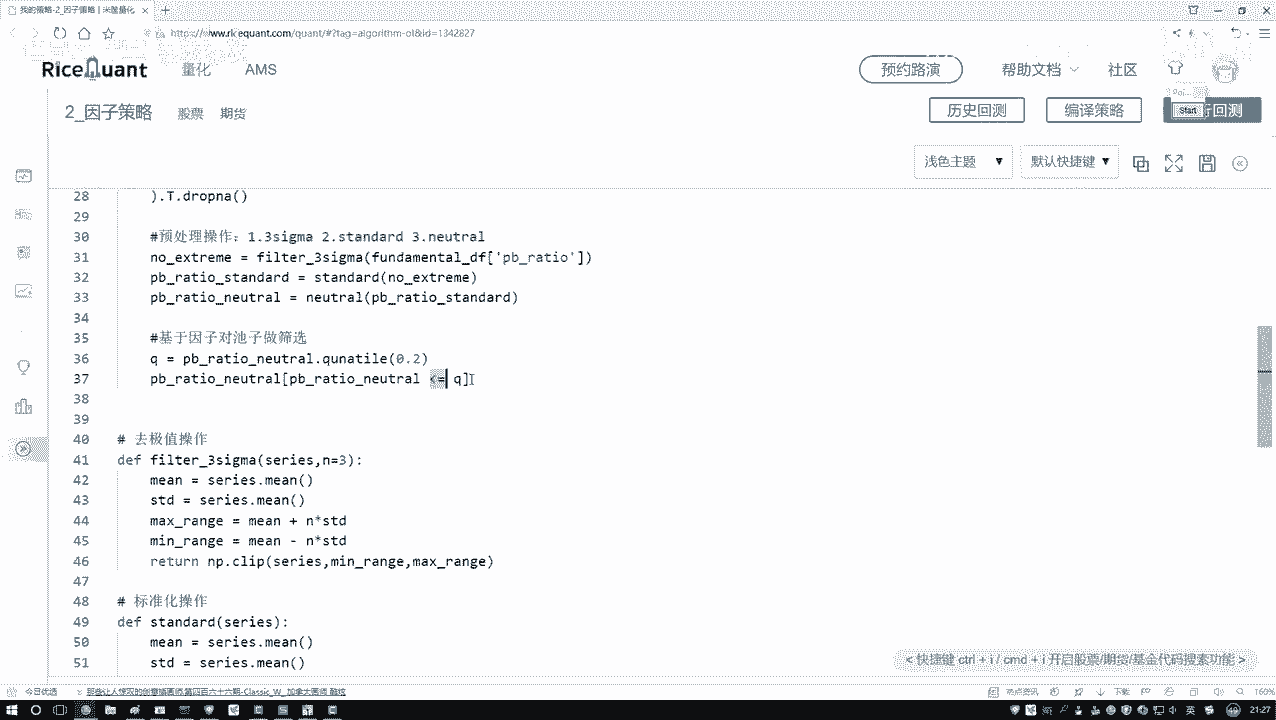 我的策略-2_因子策略 | 米筐量化
https://www.ricequant.com/quant/#?tag=algorithm-ol&id=1342827
RiceQuant
量化
AMS
预约路演
帮助文档
社区
2_因子策略
股票
期货
历史回测
编译策略
Start
行回测
浅色主题
默认快捷键
28 ).T.dropna()
29
30 #预处理操作：1.3sigma 2.standard 3.neutral
31 no_extreme = filter_3sigma(fundamental_df['pb_ratio'])
32 pb_ratio_standard = standard(no_extreme)
33 pb_ratio_neutral = neutral(pb_ratio_standard)
34
35 #基于因子对池子做筛选
36 q = pb_ratio_neutral.qunatile(0.2)
37 pb_ratio_neutral[pb_ratio_neutral <= q]
38
39
40 # 去极值操作
41 def filter_3sigma(series,n=3):
42 mean = series.mean()
43 std = series.mean()
44 max_range = mean + n*std
45 min_range = mean - n*std
46 return np.clip(series,min_range,max_range)
47
48 # 标准化操作
49 def standard(series):
50 mean = series.mean()
51 std = series.mean()
< 快捷键 ctrl + i / cmd + i 开启股票/期货/基金代码搜索功能 >
今日优选
热点资讯
下载
160%
英
21:27